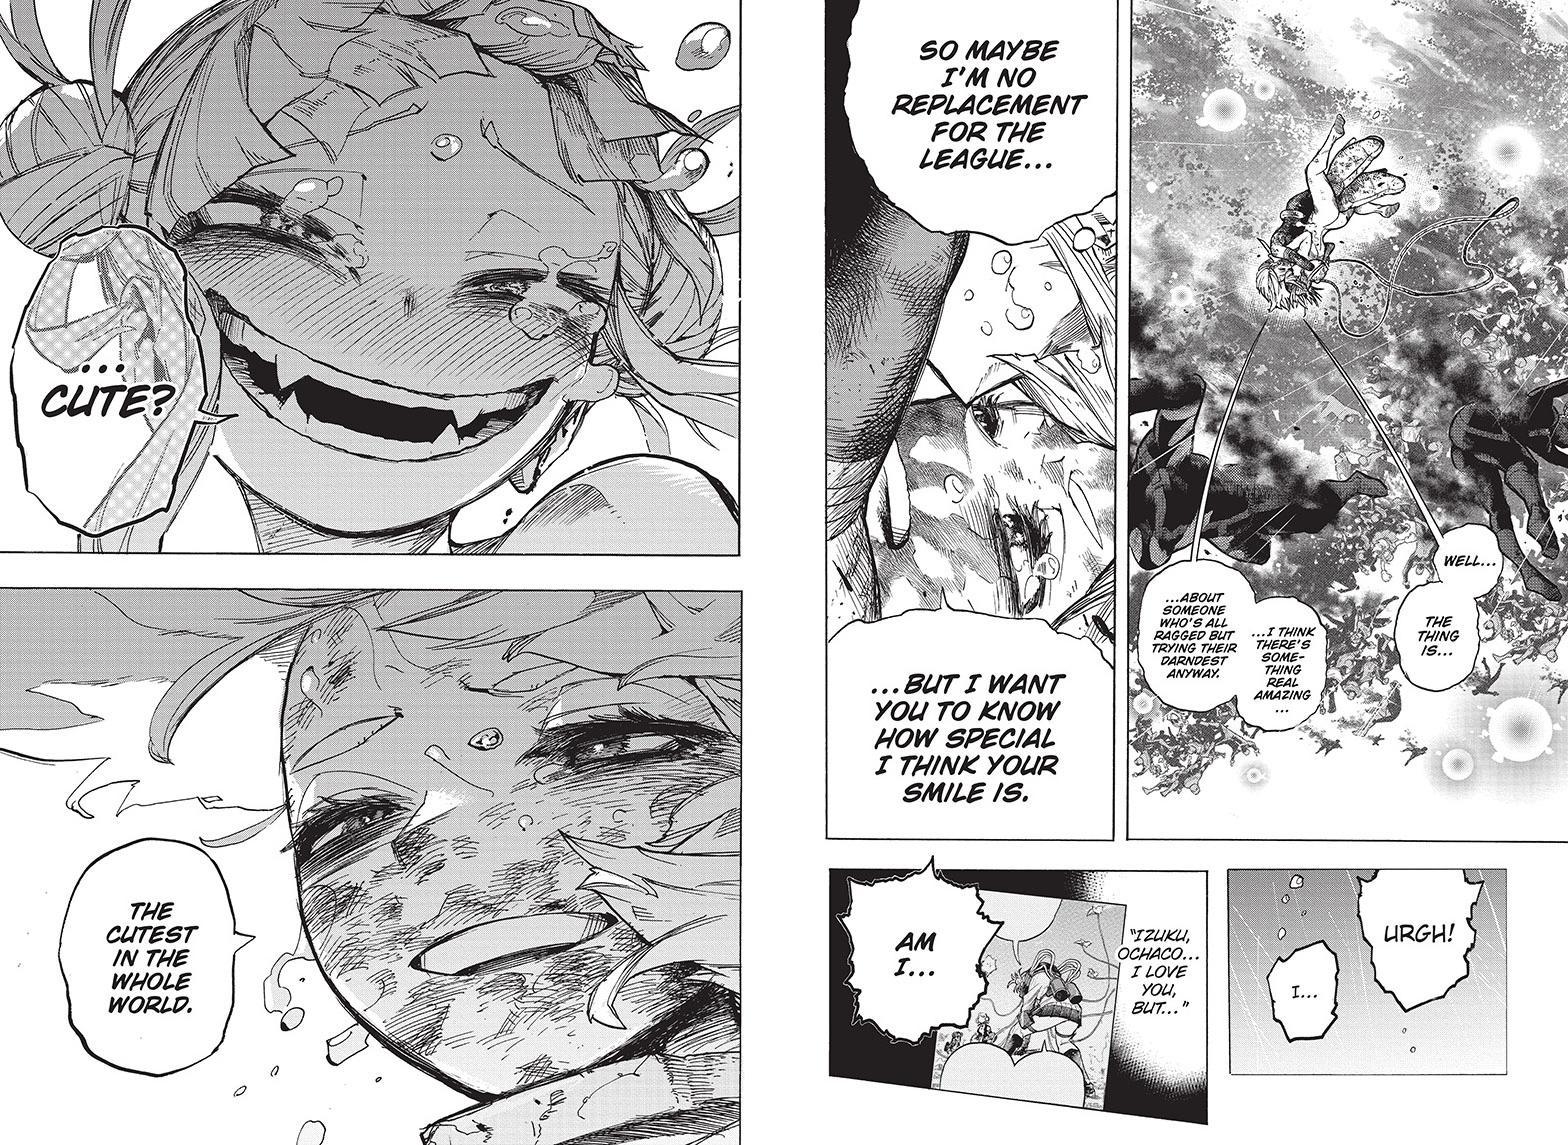 WELL...
THE
THING
IS...
...I THINK
THERE'S
SOME-
THING
REAL
AMAZING
...
...ABOUT
SOMEONE
WHO'S ALL
RAGGED BUT
TRYING THEIR
DARNDEST
ANYWAY.
SO MAYBE
I'M NO
REPLACEMENT
FOR THE
LEAGUE...
...BUT I WANT
YOU TO KNOW
HOW SPECIAL
I THINK YOUR
SMILE IS.
URGH!
I...
"IZUKU,
OCHACO...
I LOVE
YOU,
BUT..."
AM
I...
...
CUTE?
THE
CUTEST
IN THE
WHOLE
WORLD.